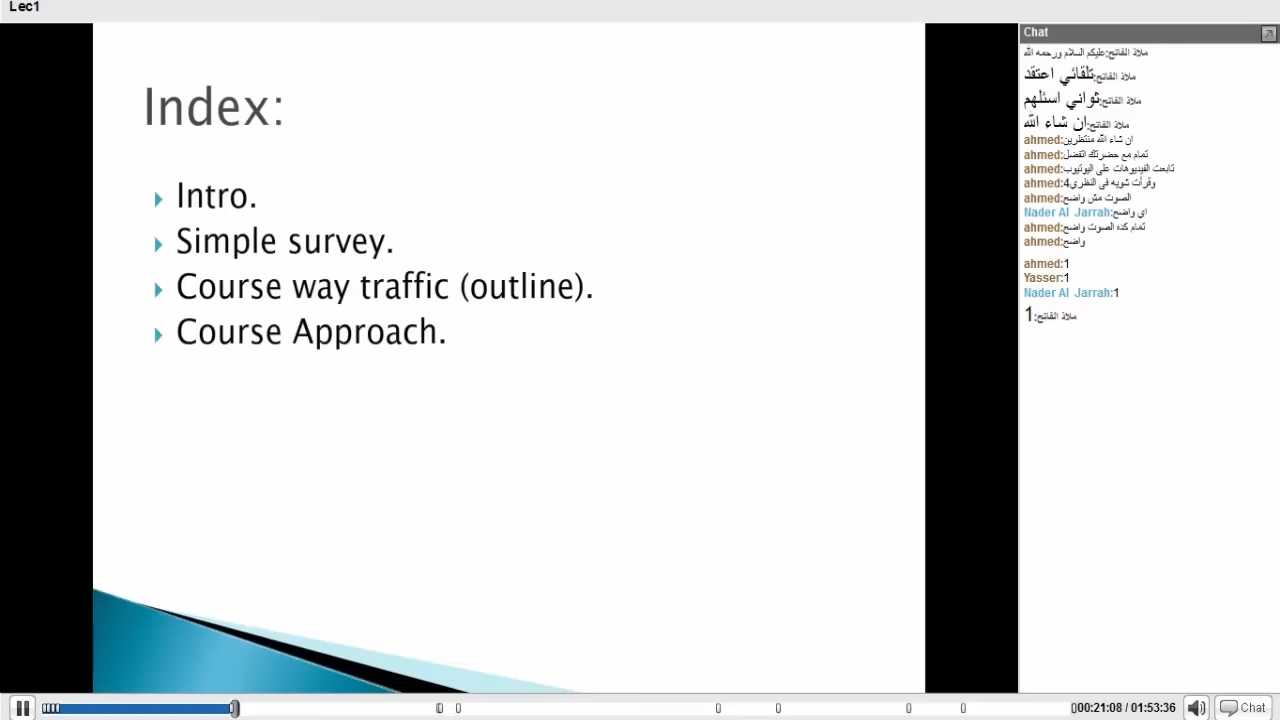 Lec1
Index:
Intro.
Simple survey.
Course way traffic (outline).
Course Approach.
Chat
ملاذ الفاتح:عليكم السلام ورحمه الله
ملاذ الفاتح:تلقائي اعتقد
ملاذ الفاتح:ثواني اسئلهم
ملاذ الفاتح:ان شاء الله
ahmed:ان شاء الله منتظرين
ahmed:تمام مع حضرتك اتفضل
ahmed:تابعت الفيديوهات على اليوتيوب
ahmed:4وقرأت شويه فى النظرى
ahmed:الصوت مش واضح
Nader Al Jarrah:اي واضح
ahmed:تمام كده الصوت واضح
ahmed:واضح
ahmed:1
Yasser:1
Nader Al Jarrah:1
ملاذ الفاتح:1
00:21:08 / 01:53:36
Chat